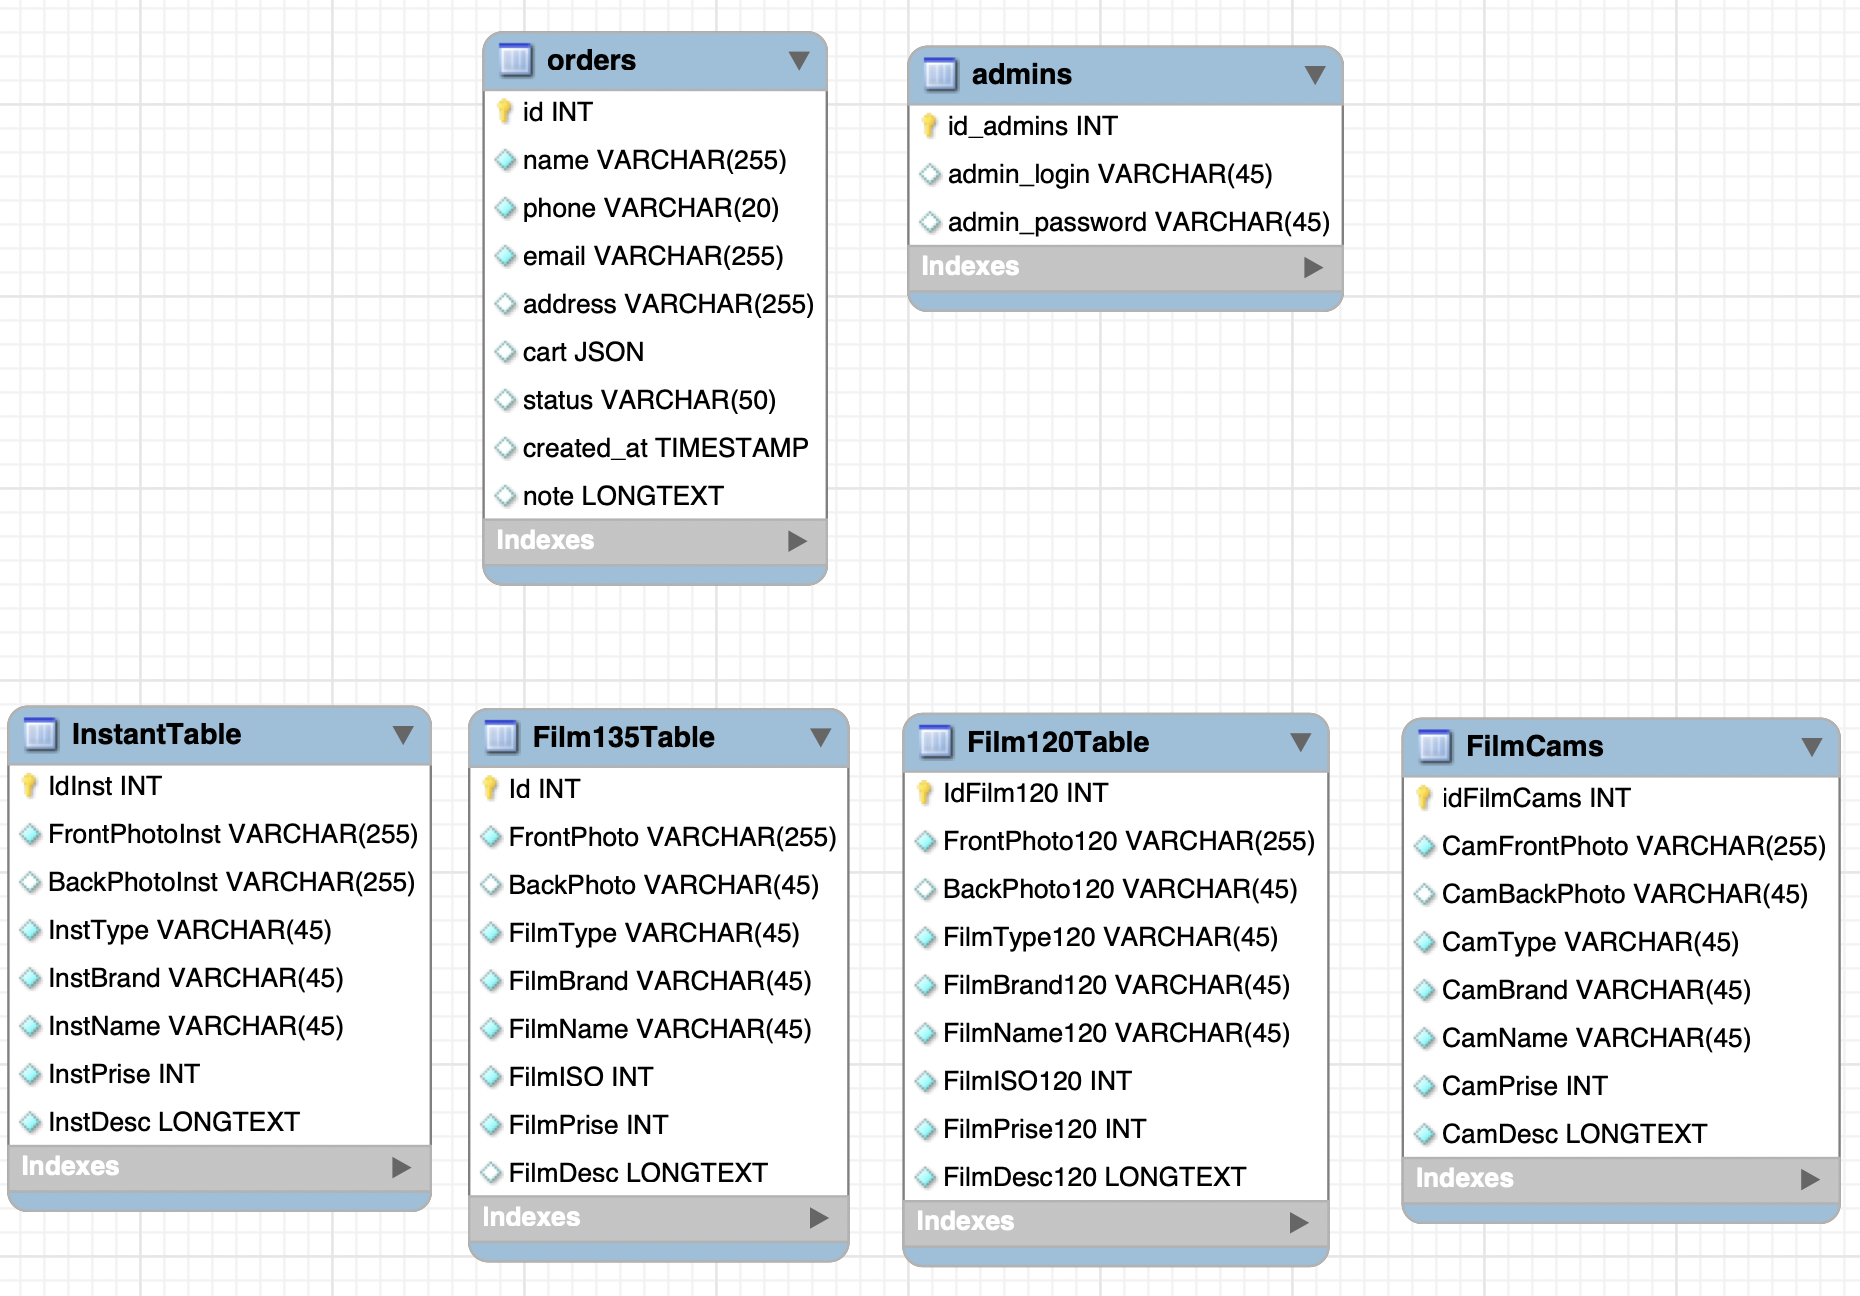 orders
id INT
name VARCHAR(255)
phone VARCHAR(20)
email VARCHAR(255)
address VARCHAR(255)
cart JSON
status VARCHAR(50)
created_at TIMESTAMP
note LONGTEXT
Indexes
admins
id_admins INT
admin_login VARCHAR(45)
admin_password VARCHAR(45)
Indexes
InstantTable
IdInst INT
FrontPhotoInst VARCHAR(255)
BackPhotoInst VARCHAR(255)
InstType VARCHAR(45)
InstBrand VARCHAR(45)
InstName VARCHAR(45)
InstPrise INT
InstDesc LONGTEXT
Indexes
Film135Table
Id INT
FrontPhoto VARCHAR(255)
BackPhoto VARCHAR(45)
FilmType VARCHAR(45)
FilmBrand VARCHAR(45)
FilmName VARCHAR(45)
FilmISO INT
FilmPrise INT
FilmDesc LONGTEXT
Indexes
Film120Table
IdFilm120 INT
FrontPhoto120 VARCHAR(255)
BackPhoto120 VARCHAR(45)
FilmType120 VARCHAR(45)
FilmBrand120 VARCHAR(45)
FilmName120 VARCHAR(45)
FilmISO120 INT
FilmPrise120 INT
FilmDesc120 LONGTEXT
Indexes
FilmCams
idFilmCams INT
CamFrontPhoto VARCHAR(255)
CamBackPhoto VARCHAR(45)
CamType VARCHAR(45)
CamBrand VARCHAR(45)
CamName VARCHAR(45)
CamPrise INT
CamDesc LONGTEXT
Indexes